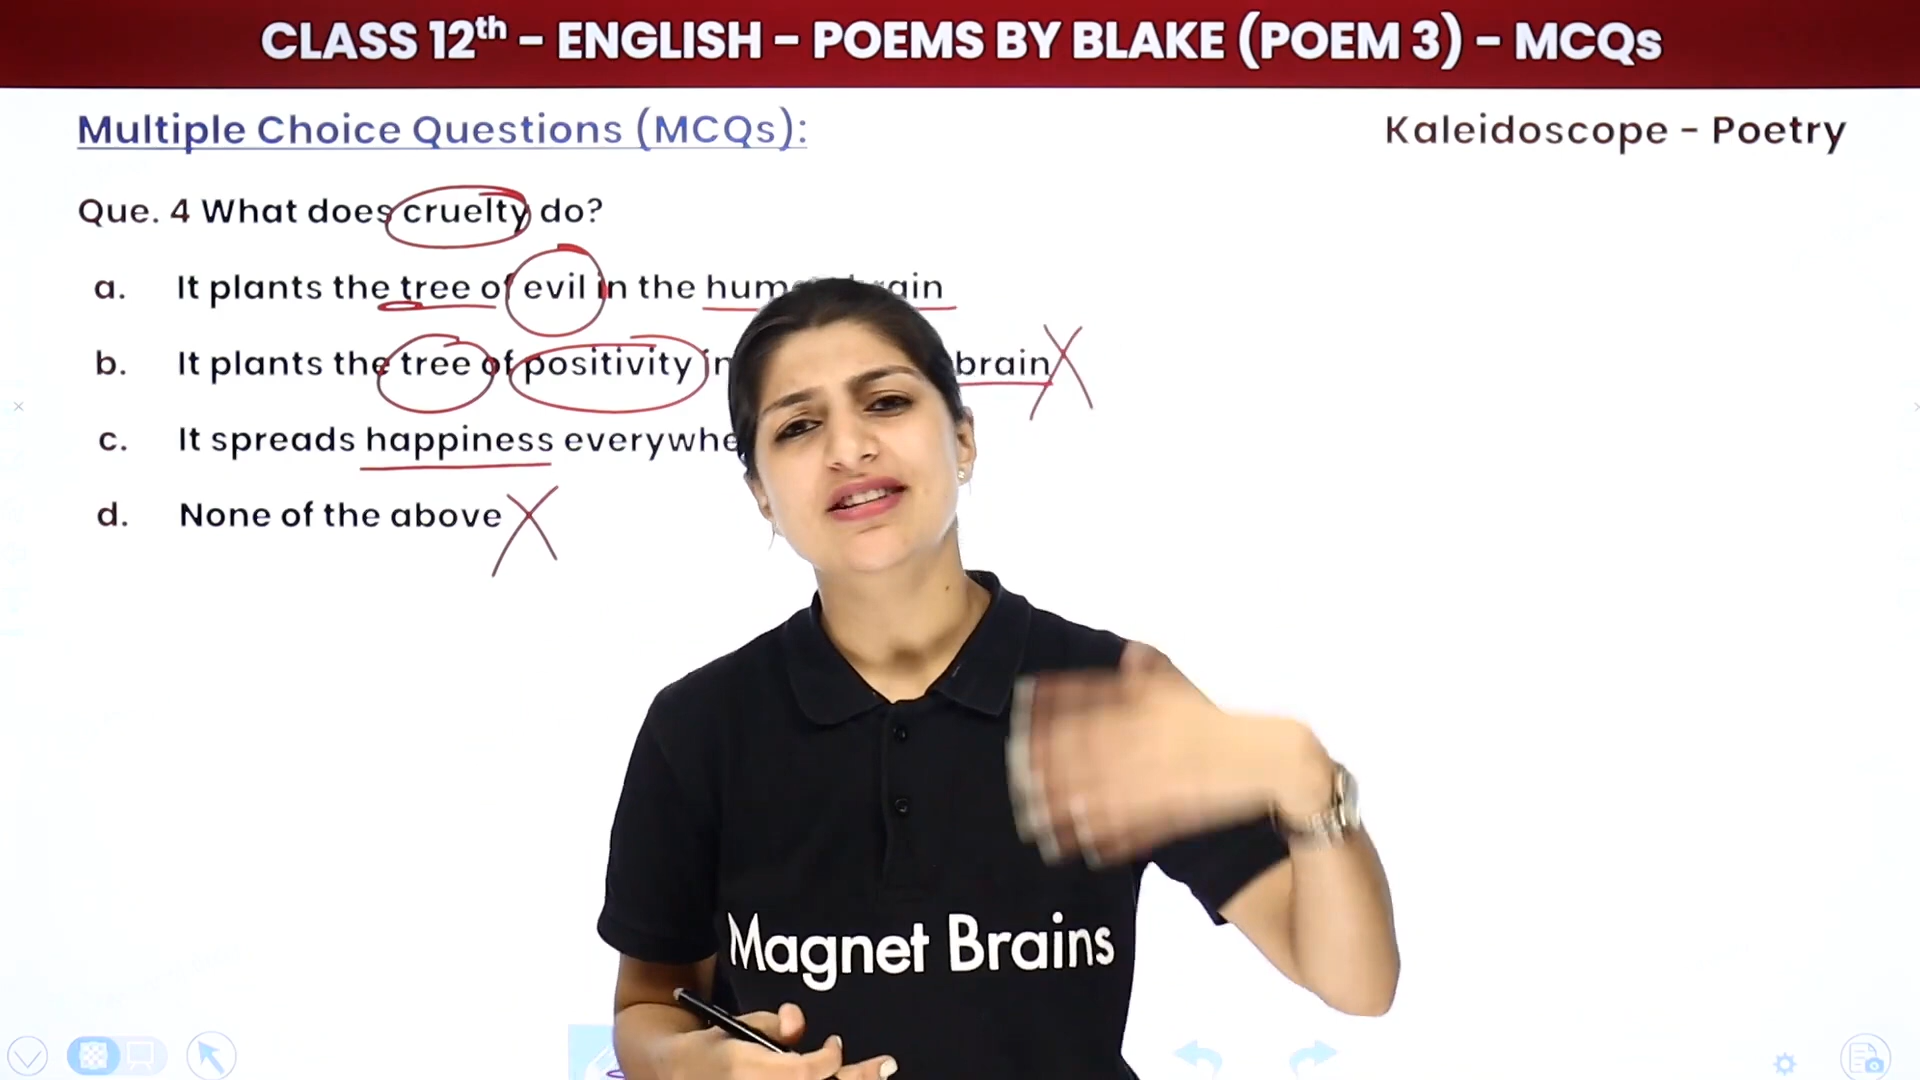 CLASS 12th - ENGLISH - POEMS BY BLAKE (POEM 3) - MCQs
Multiple Choice Questions (MCQs):
Kaleidoscope - Poetry
Que. 4 What does cruelty do?
a. It plants the tree of evil in the
b. It plants the tree of positivity in brain
c. It spreads happiness
d. None of the above
Magnet Brains